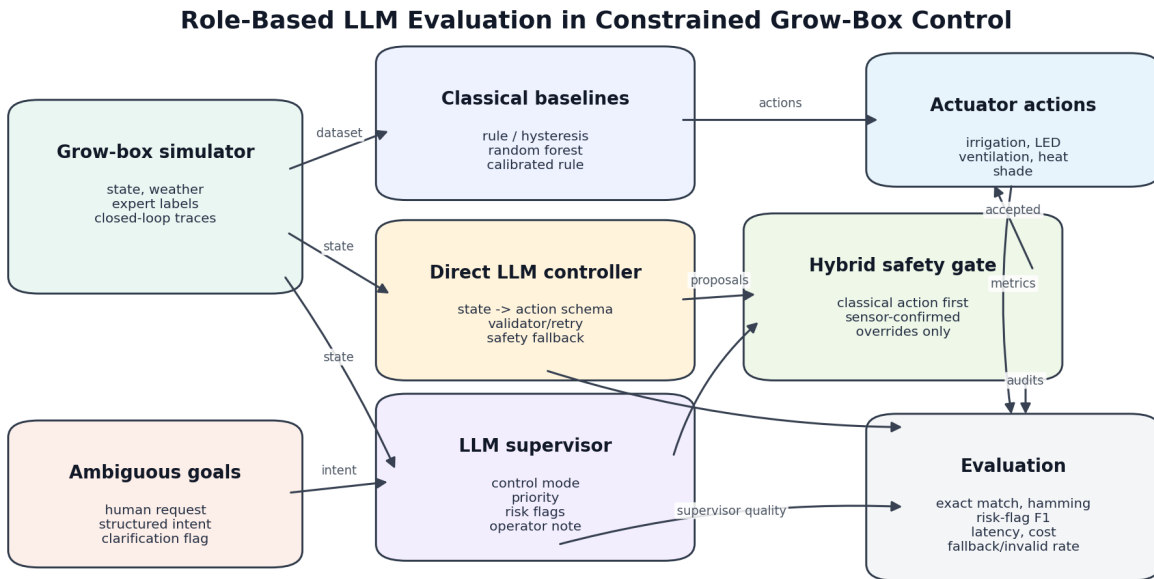 Role-Based LLM Evaluation in Constrained Grow-Box Control
Grow-box simulator
state, weather
expert labels
closed-loop traces
dataset
state
state
Ambiguous goals
human request
structured intent
clarification flag
intent
Classical baselines
rule / hysteresis
random forest
calibrated rule
actions
Direct LLM controller
state -> action schema
validator/retry
safety fallback
proposals
LLM supervisor
control mode
priority
risk flags
operator note
supervisor quality
Actuator actions
irrigation, LED
ventilation, heat
shade
accepted
Hybrid safety gate
classical action first
sensor-confirmed
overrides only
metrics
audits
Evaluation
exact match, hamming
risk-flag F1
latency, cost
fallback/invalid rate